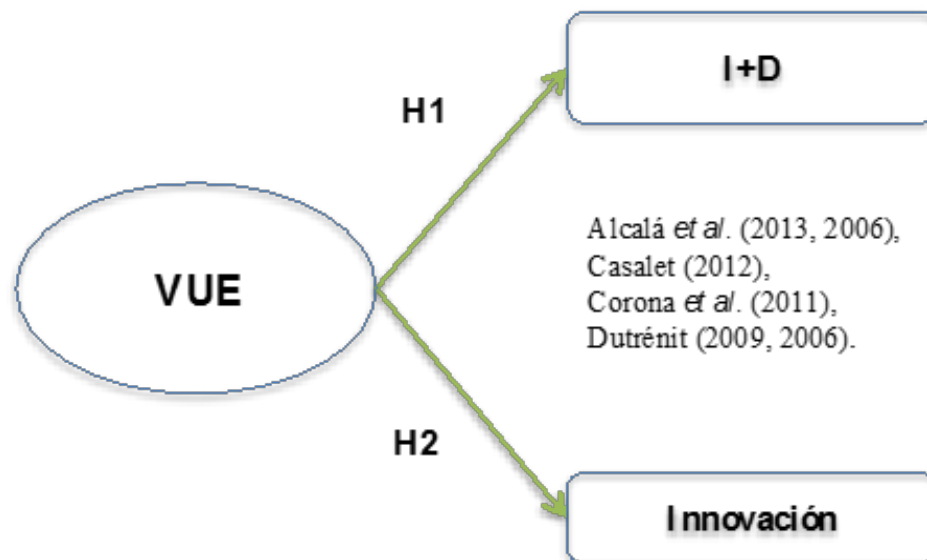 I+D
H1
Alcalá et al. (2013, 2006),
Casalet (2012),
VUE
Corona et al. (2011),
Dutrénit (2009, 2006).
H2
Innovación